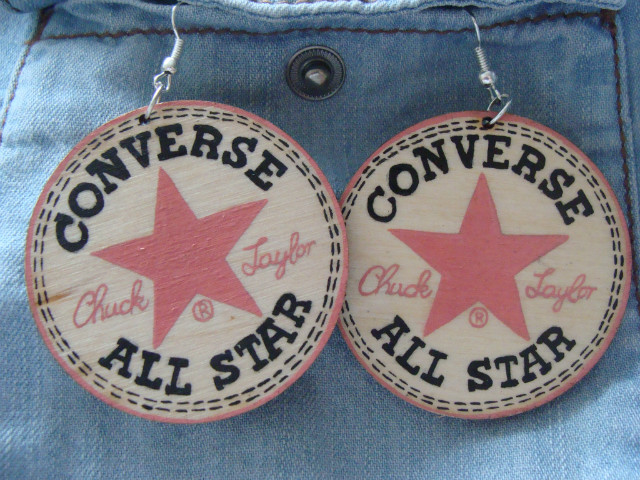 CONVERSE
Chuck Taylor
®
ALL STAR
CONVERSE
Chuck Taylor
®
ALL STAR